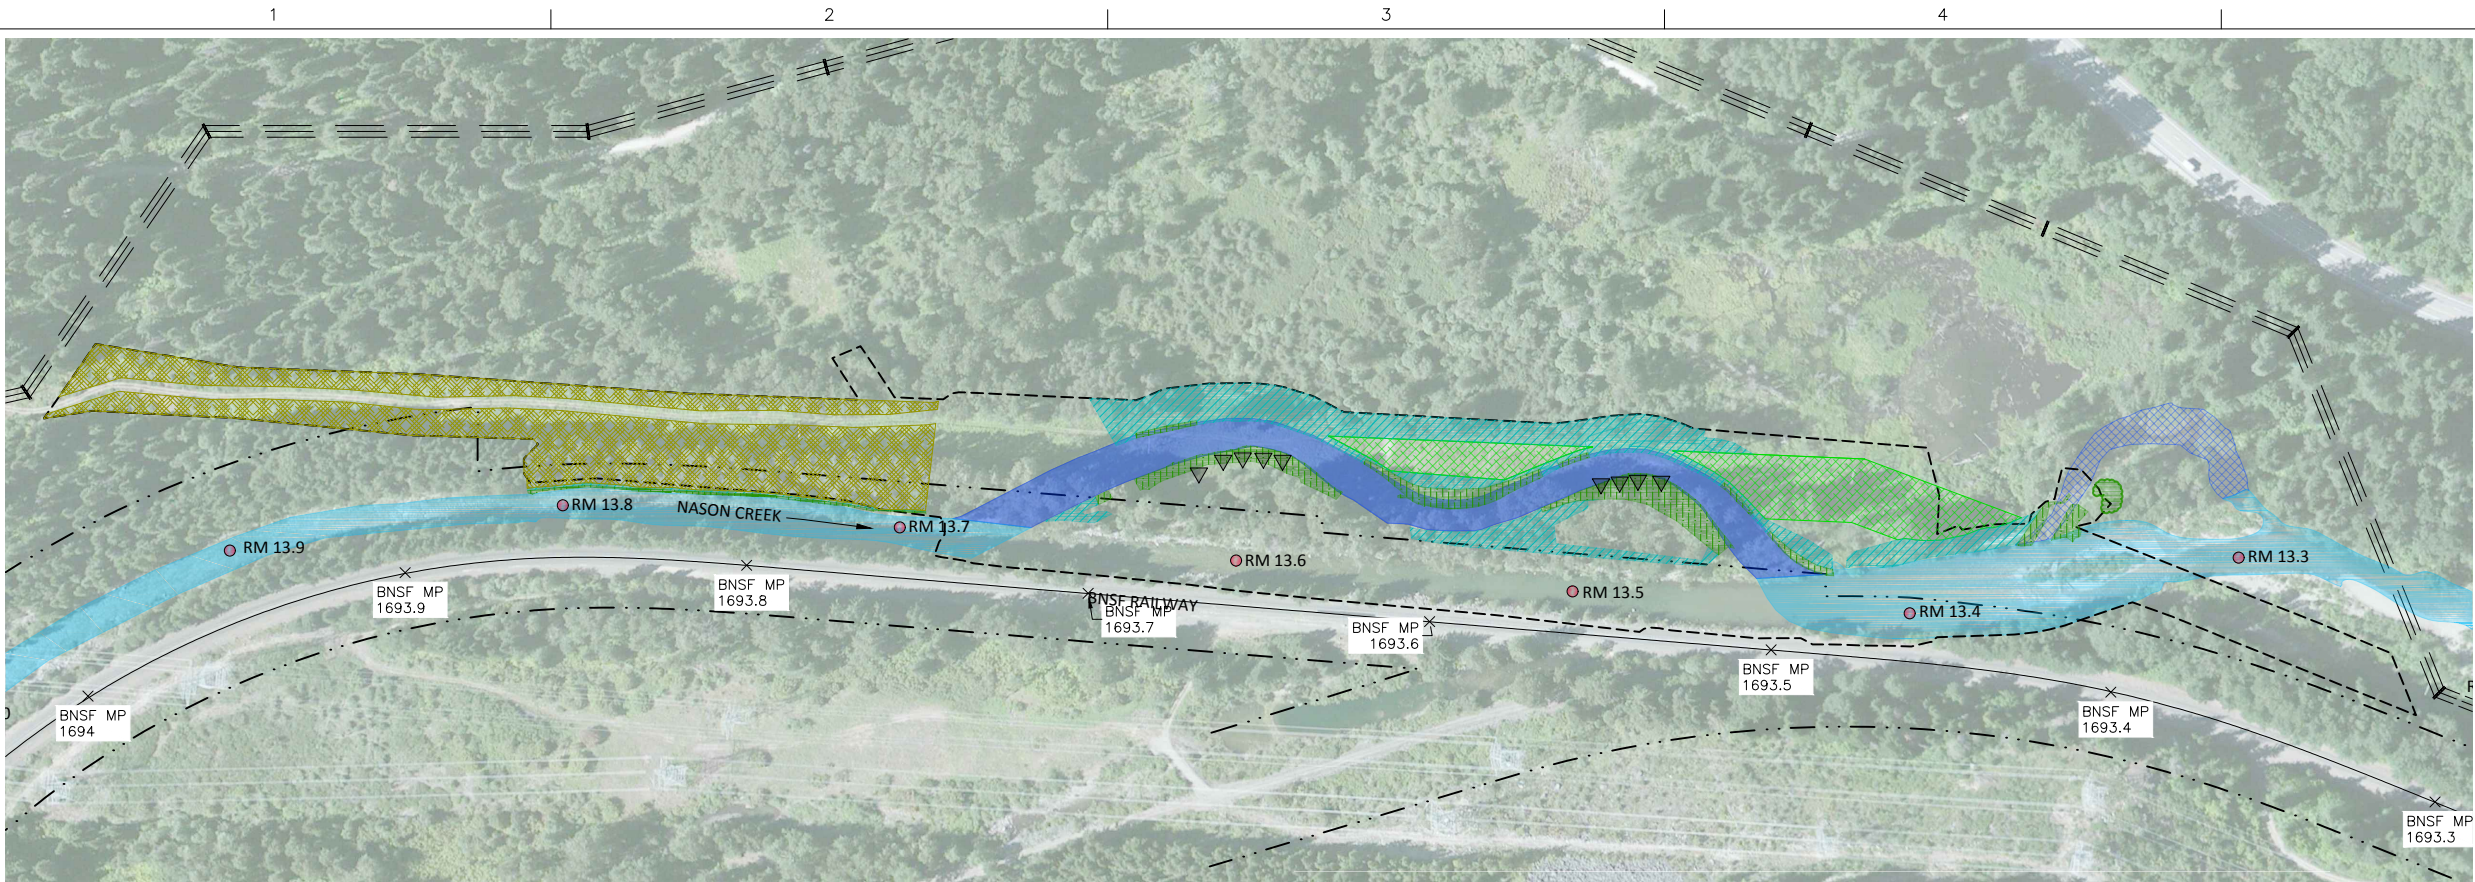 1
2
3
4
NASON CREEK
RM 13.9
RM 13.8
RM 13.7
RM 13.6
RM 13.5
RM 13.4
RM 13.3
BNSF RAILWAY
BNSF MP
1694
BNSF MP
1693.9
BNSF MP
1693.8
BNSF MP
1693.7
BNSF MP
1693.6
BNSF MP
1693.5
BNSF MP
1693.4
BNSF MP
1693.3